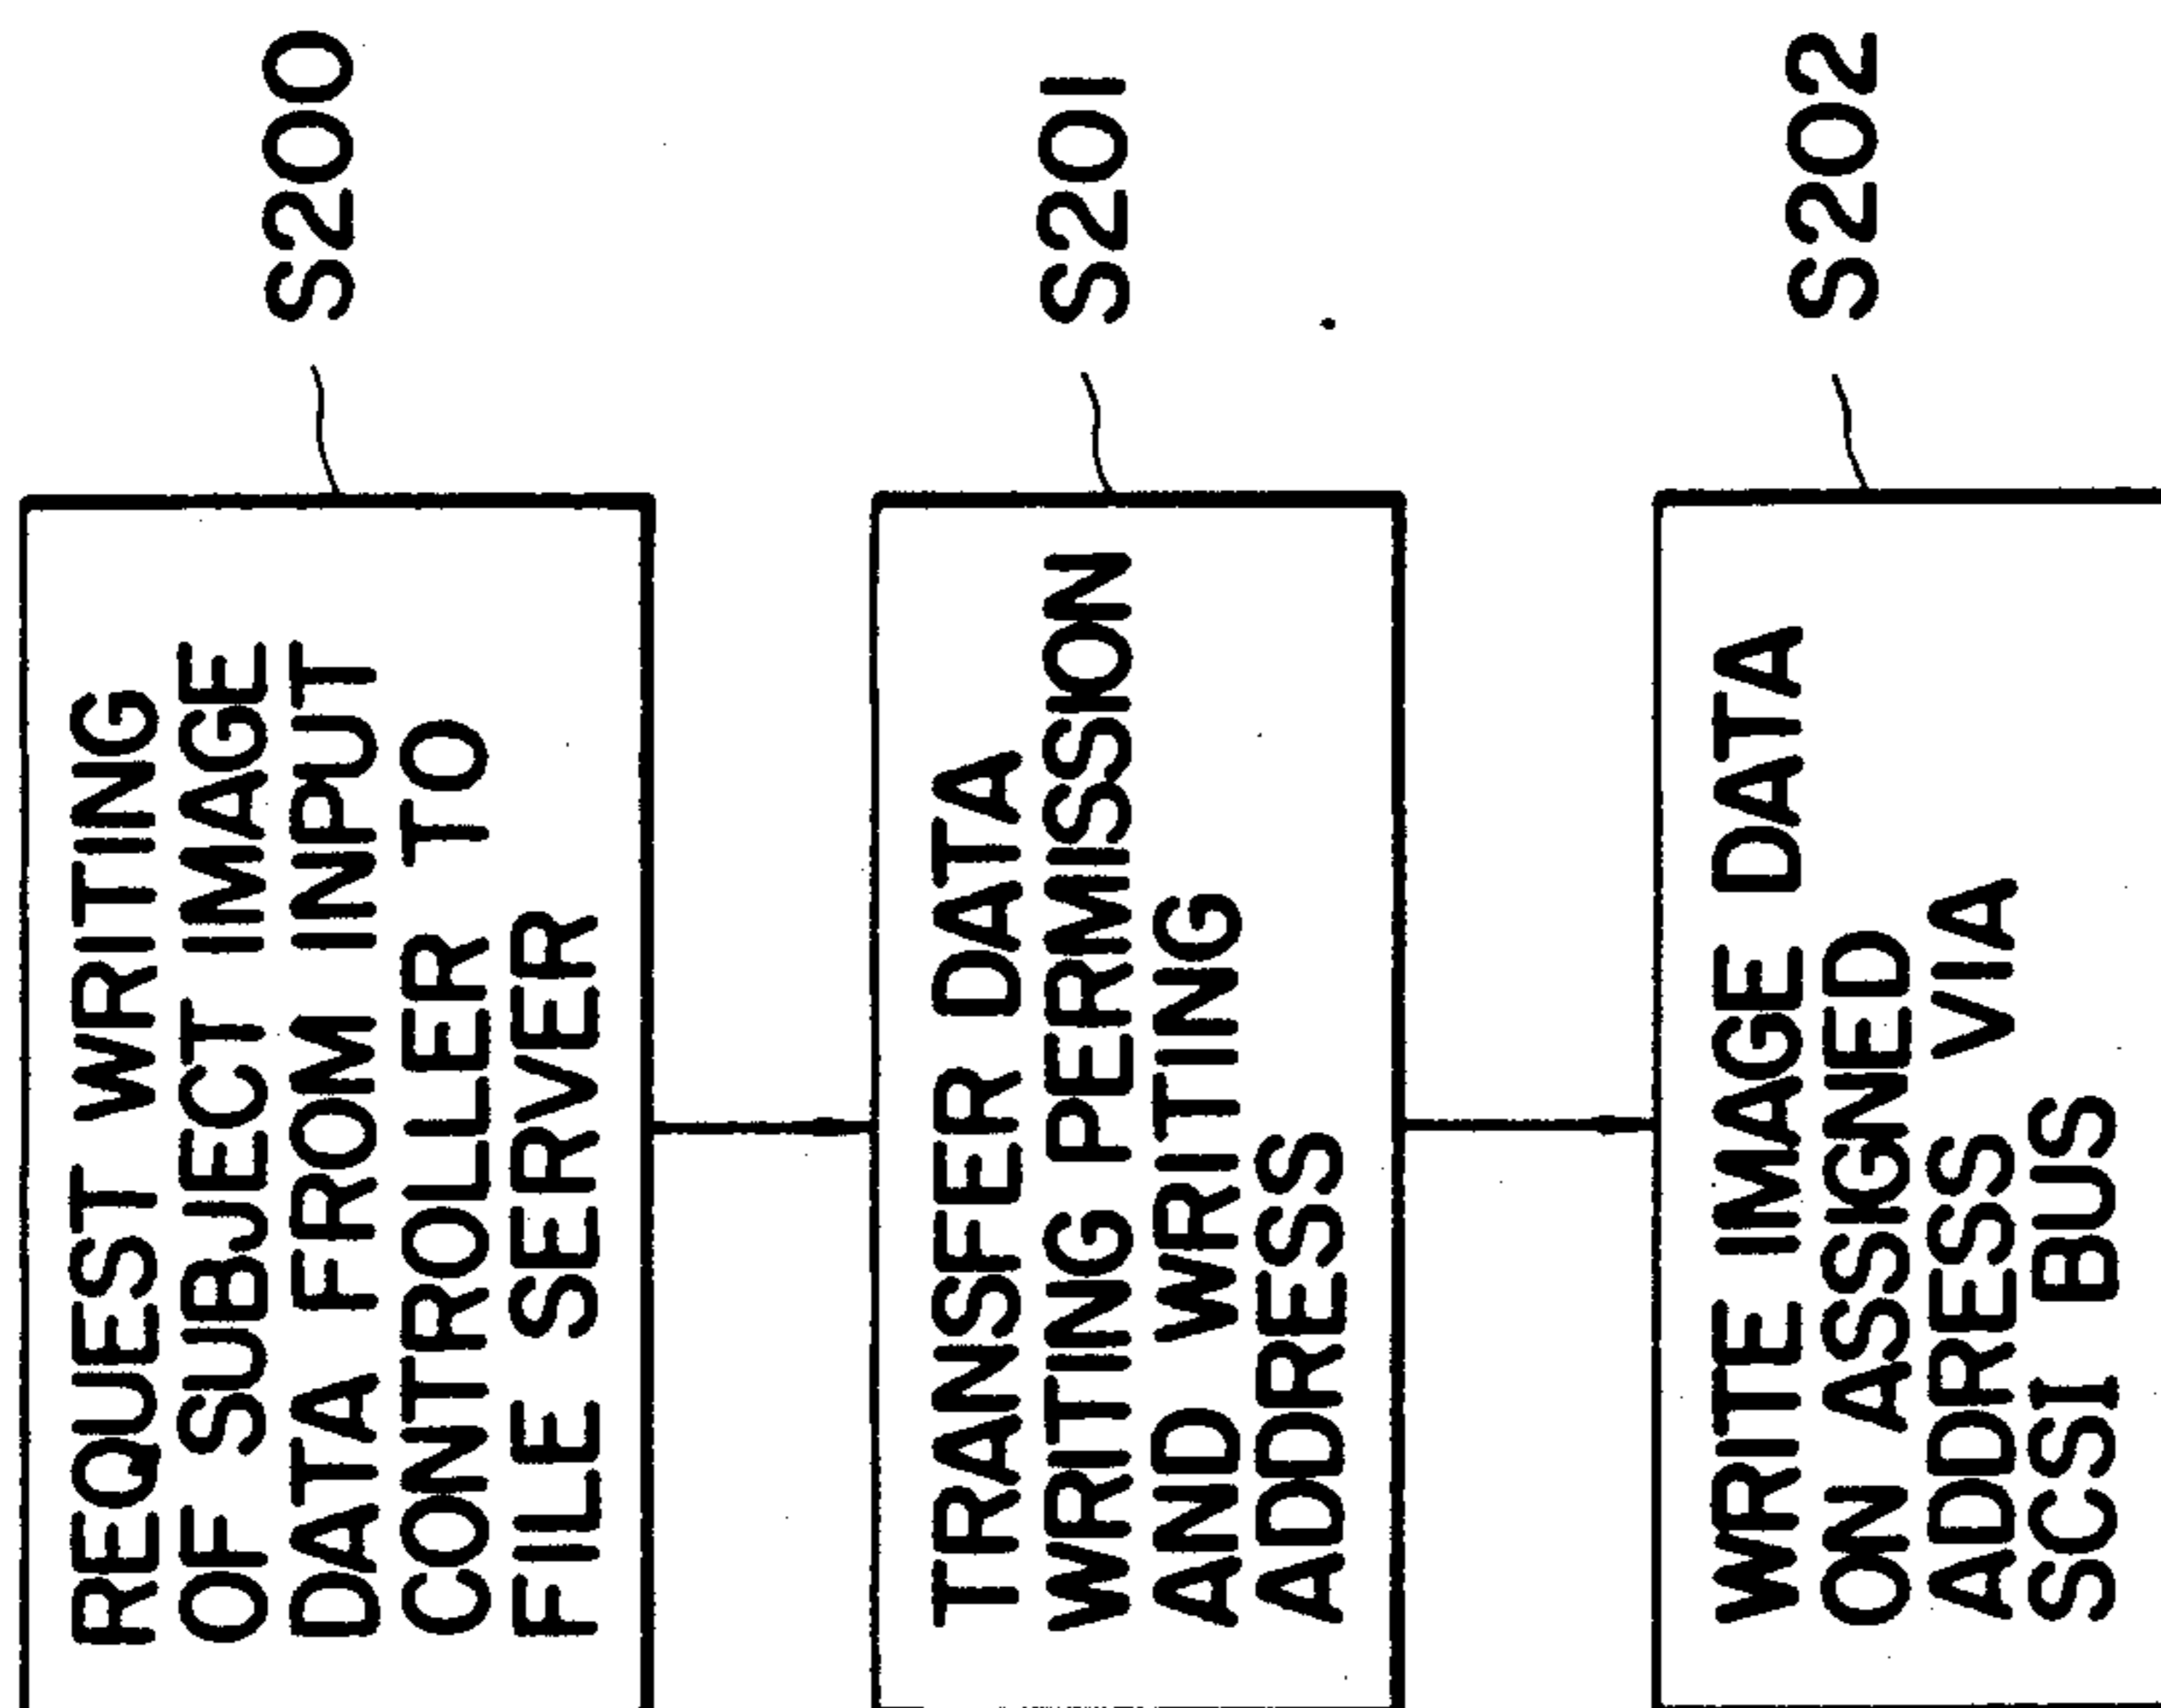 REQUEST WRITING
OF SUBJECT IMAGE
DATA FROM INPUT
CONTROLLER TO
FILE SERVER
S200
TRANSFER DATA
WRITING PERMISSION
AND WRITING
ADDRESS
S201
WRITE IMAGE DATA
ON ASSIGNED
ADDRESS VIA
SCSI BUS
S202